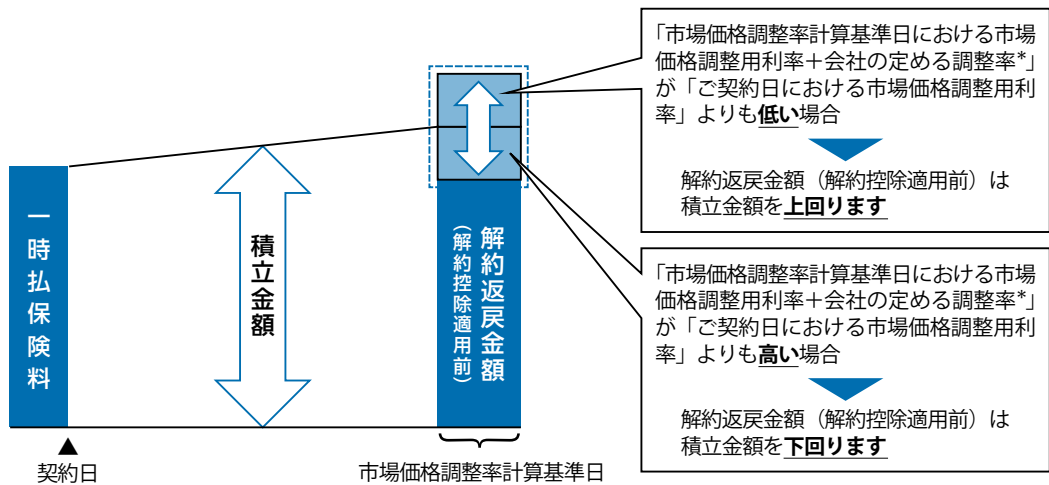 「市場価格調整率計算基準日における市場
価格調整用利率＋会社の定める調整率*」
が「ご契約日における市場価格調整用利
率」よりも低い場合
解約返戻金額（解約控除適用前）は
積立金額を上回ります
一時払保険料
積立金額
解約返戻金額
（解約控除適用前）
「市場価格調整率計算基準日における市場
価格調整用利率＋会社の定める調整率*」
が「ご契約日における市場価格調整用利
率」よりも高い場合
解約返戻金額（解約控除適用前）は
積立金額を下回ります
契約日
市場価格調整率計算基準日